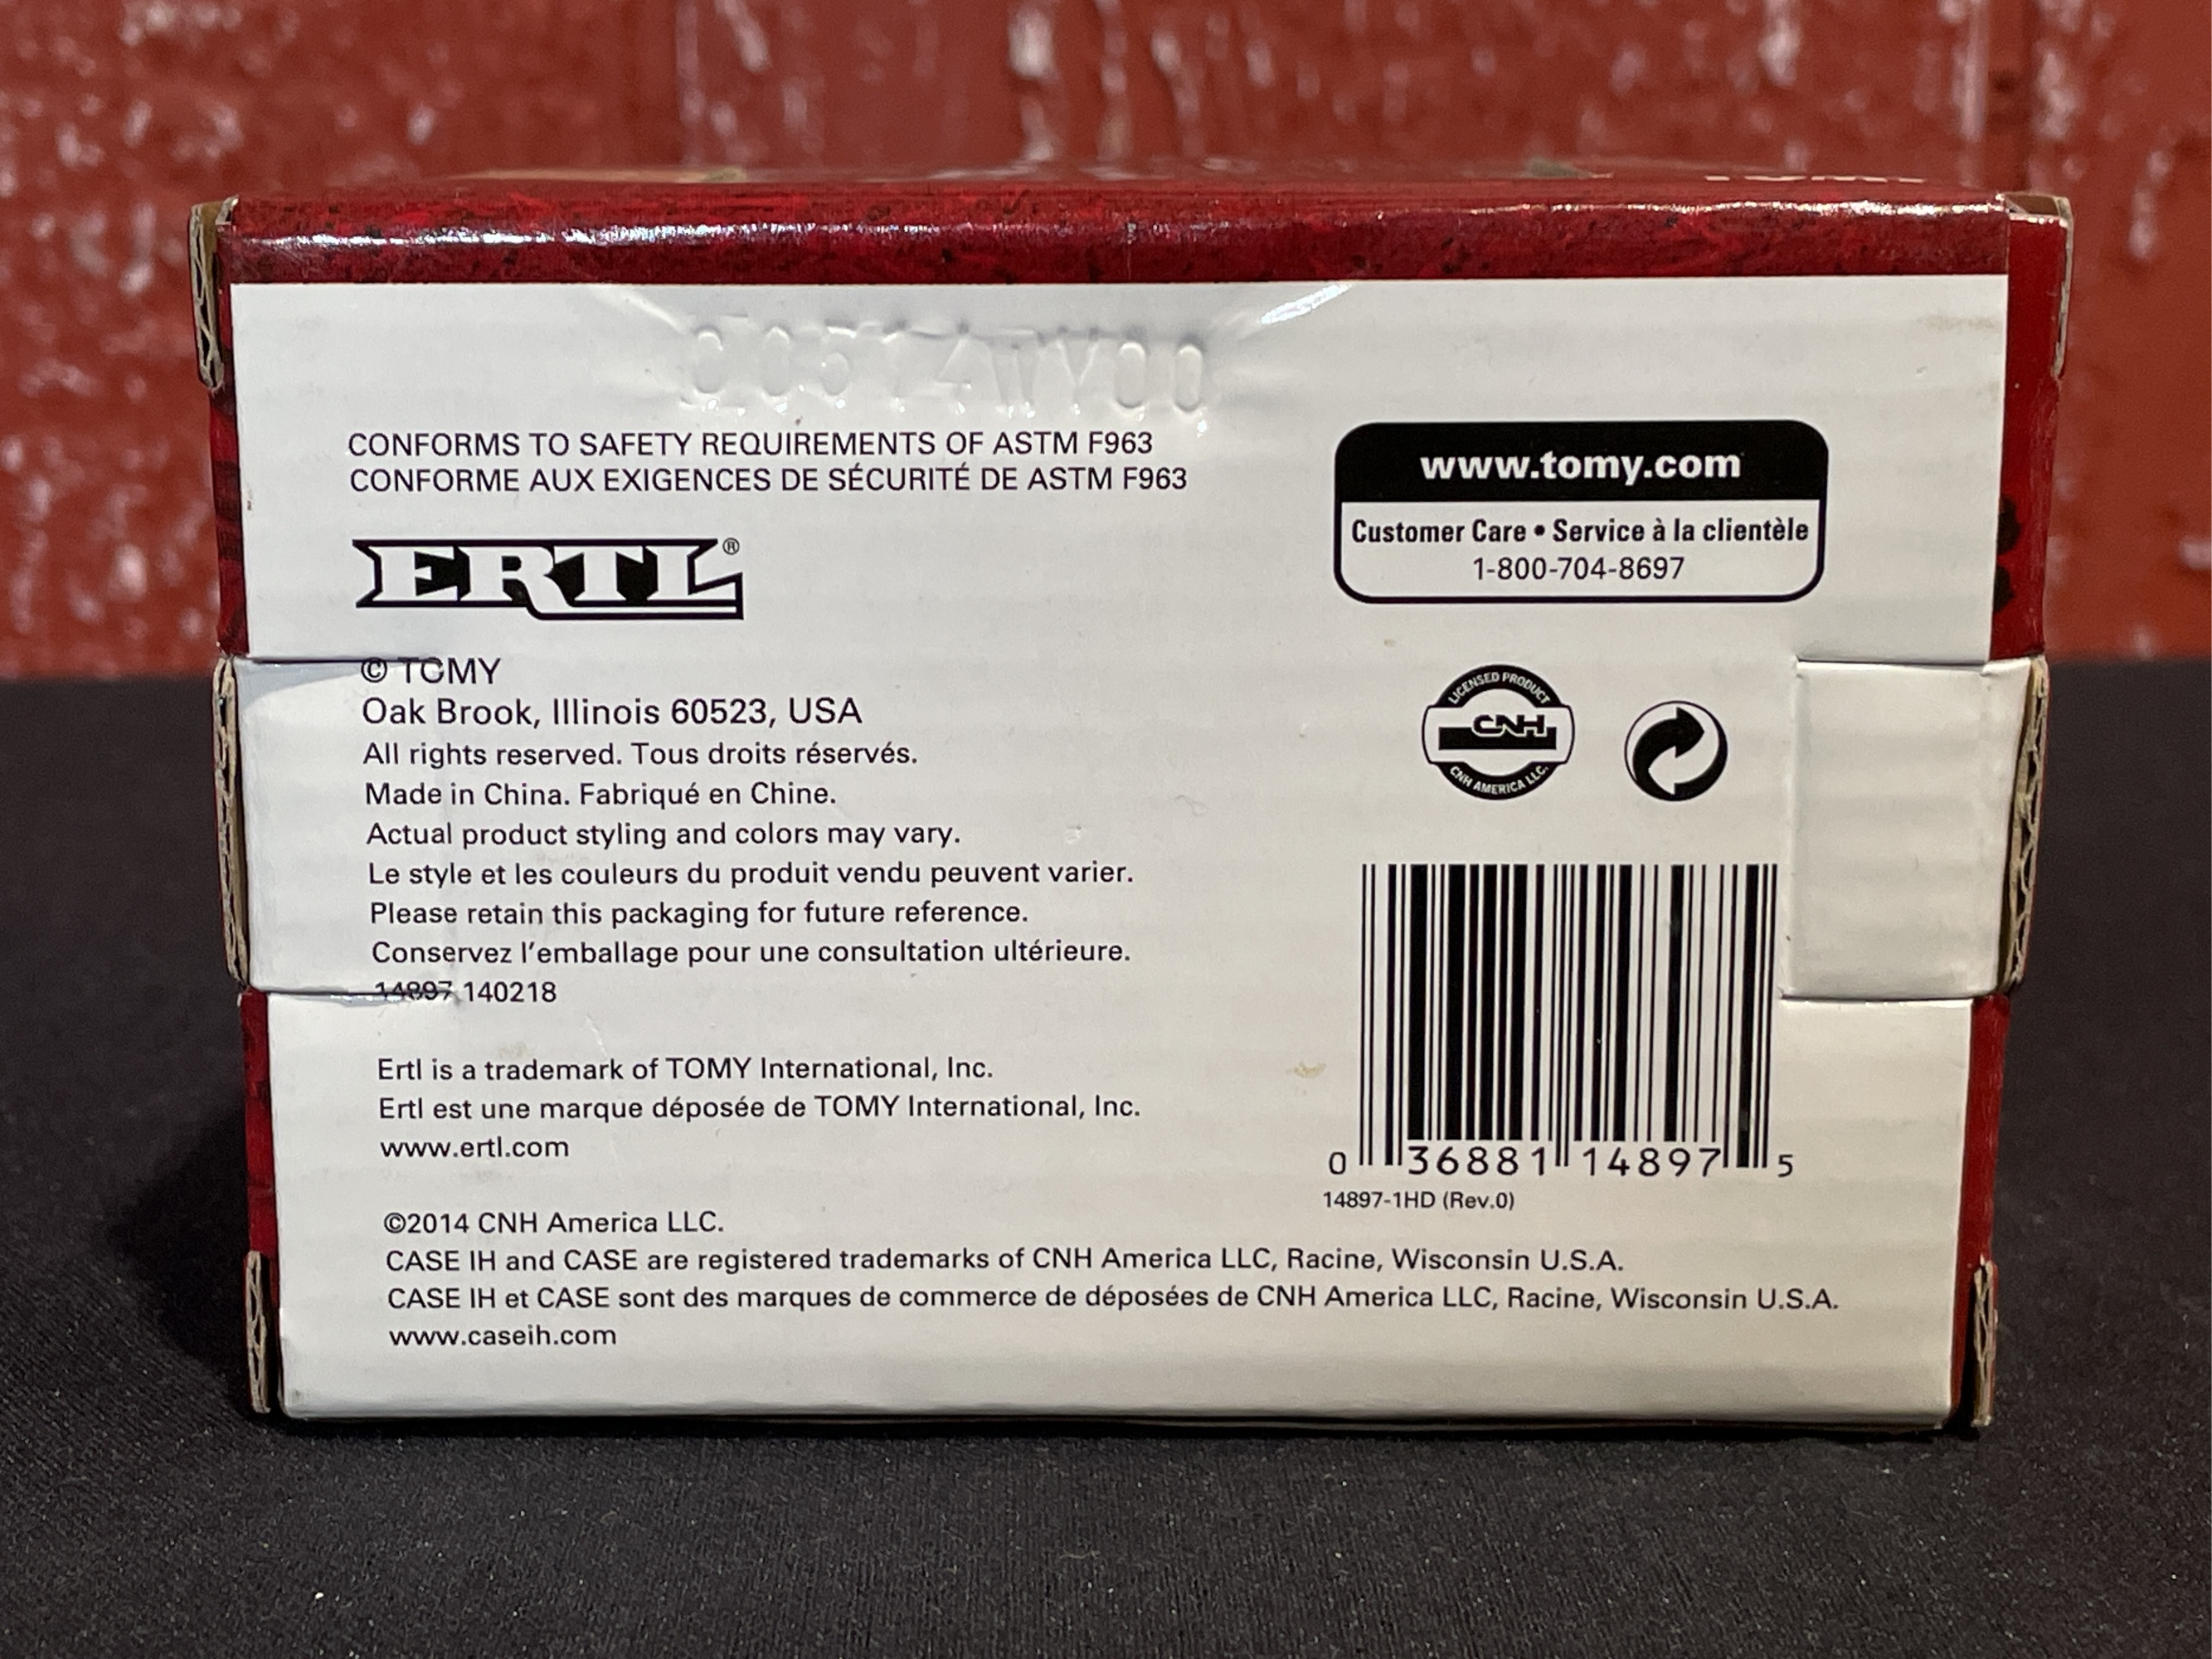 CONFORMS TO SAFETY REQUIREMENTS OF ASTM F963
CONFORME AUX EXIGENCES DE SÉCURITÉ DE ASTM F963
ERTL®
www.tomy.com
Customer Care • Service à la clientèle
1-800-704-8697
© TOMY
Oak Brook, Illinois 60523, USA
All rights reserved. Tous droits réservés.
Made in China. Fabriqué en Chine.
Actual product styling and colors may vary.
Le style et les couleurs du produit vendu peuvent varier.
Please retain this packaging for future reference.
Conservez l'emballage pour une consultation ultérieure.
14897 140218
LICENSED PRODUCT
CNH
CNH AMERICA LLC.
Ertl is a trademark of TOMY International, Inc.
Ertl est une marque déposée de TOMY International, Inc.
www.ertl.com
0 36881 14897 5
14897-1HD (Rev.0)
©2014 CNH America LLC.
CASE IH and CASE are registered trademarks of CNH America LLC, Racine, Wisconsin U.S.A.
CASE IH et CASE sont des marques de commerce de déposées de CNH America LLC, Racine, Wisconsin U.S.A.
www.caseih.com